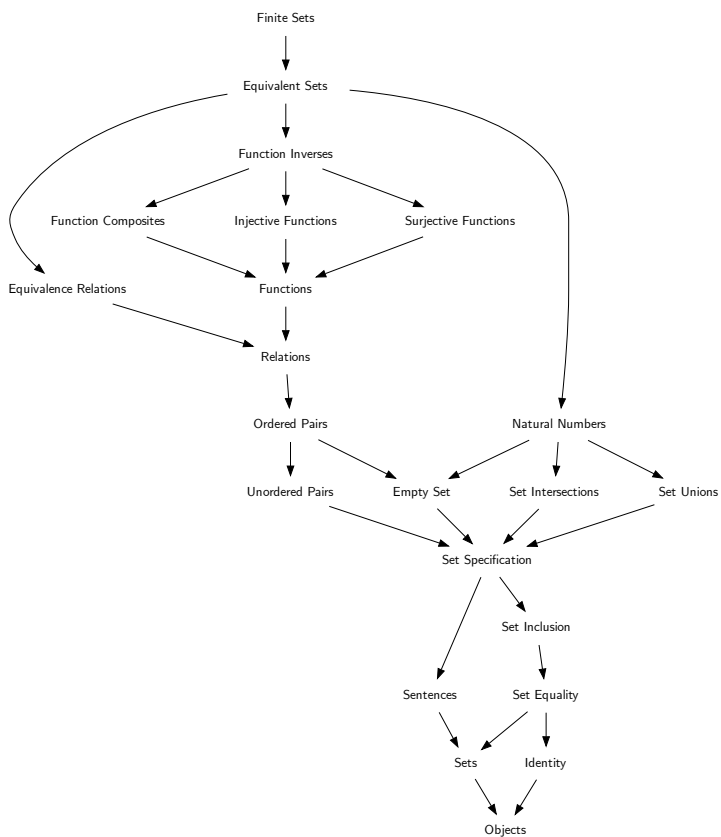 Finite Sets
Equivalent Sets
Function Inverses
Function Composites
Injective Functions
Surjective Functions
Equivalence Relations
Functions
Relations
Ordered Pairs
Natural Numbers
Unordered Pairs
Empty Set
Set Intersections
Set Unions
Set Specification
Set Inclusion
Sentences
Set Equality
Sets
Identity
Objects